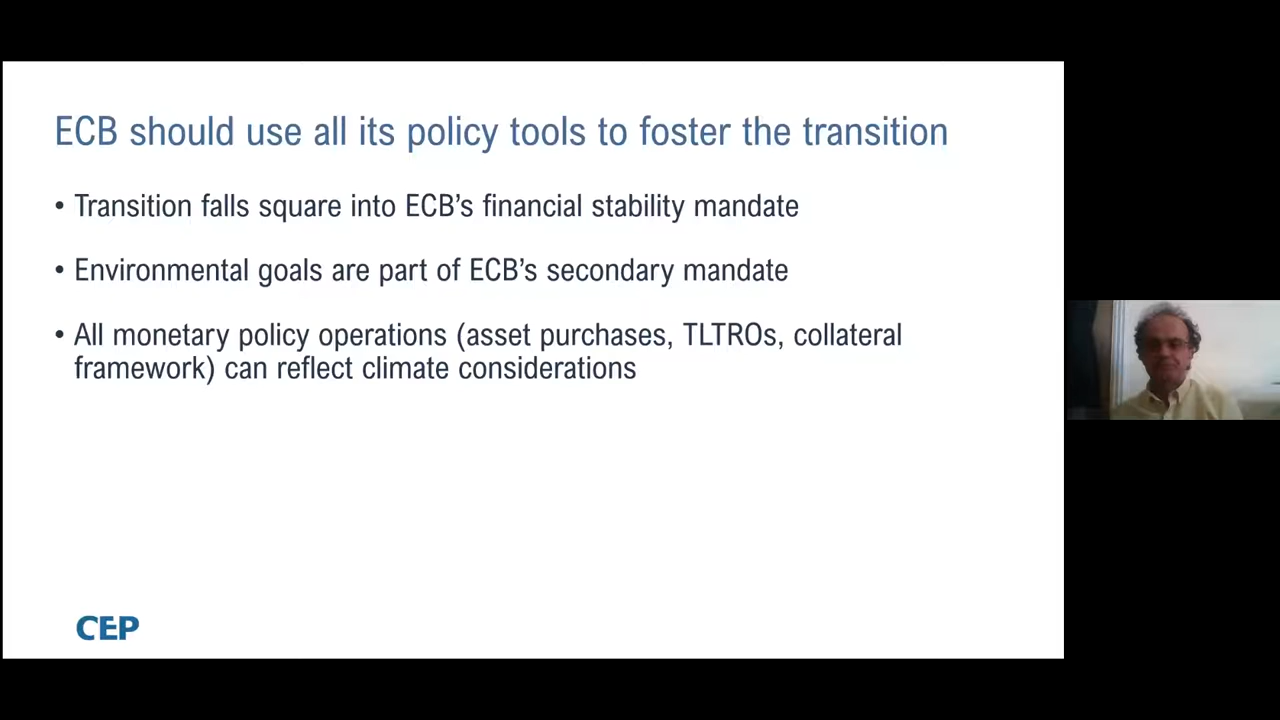 ECB should use all its policy tools to foster the transition
• Transition falls square into ECB’s financial stability mandate
• Environmental goals are part of ECB’s secondary mandate
• All monetary policy operations (asset purchases, TLTROs, collateral
framework) can reflect climate considerations
CEP